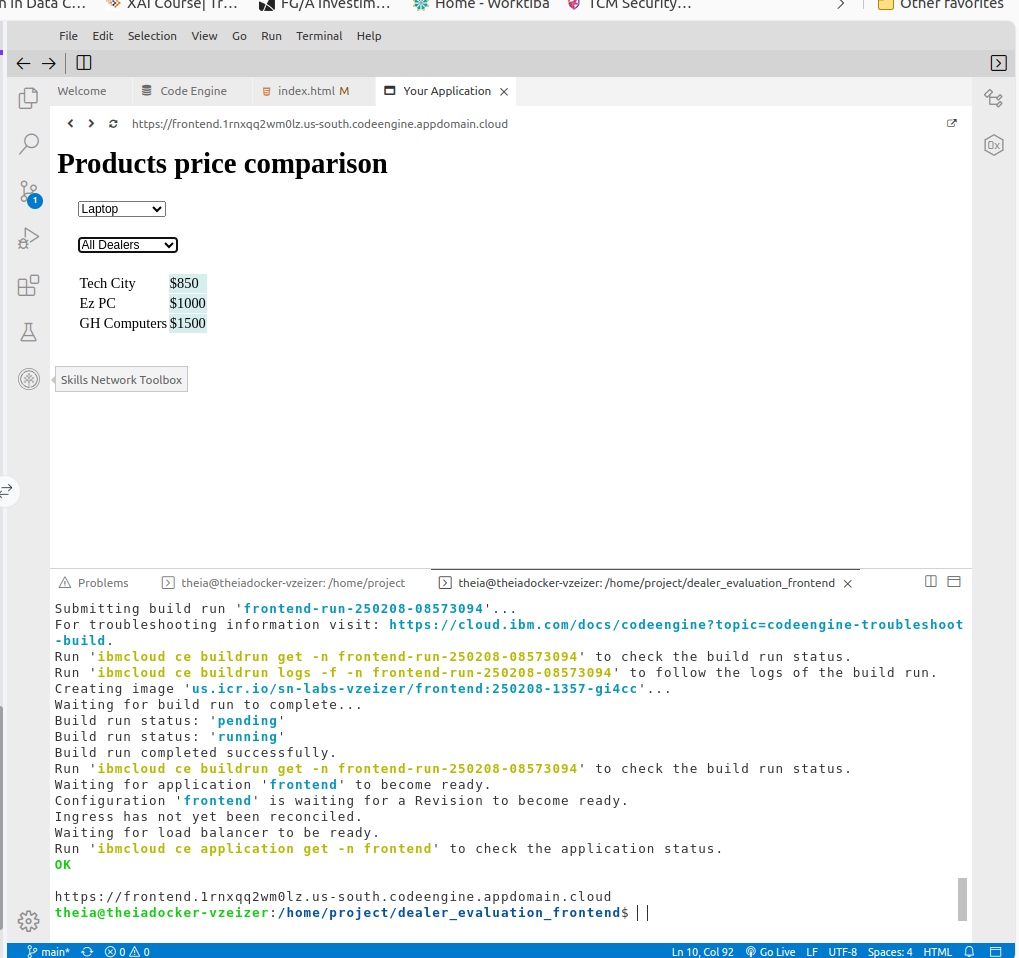 n in Data C...
XAI Course| Tr...
FG/A Investim...
Home - Worktiba
TCM Security,...
Other favorites
File Edit Selection View Go Run Terminal Help
Welcome Code Engine index.html M Your Application
https://frontend.1rnxqq2wm0lz.us-south.codeengine.appdomain.cloud
Products price comparison
Laptop
All Dealers
Tech City $850
Ez PC $1000
GH Computers $1500
1
0x
Skills Network Toolbox
Problems theia@theiadocker-vzeizer: /home/project theia@theiadocker-vzeizer: /home/project/dealer_evaluation_frontend
Submitting build run 'frontend-run-250208-08573094'...
For troubleshooting information visit: https://cloud.ibm.com/docs/codeengine?topic=codeengine-troubleshoot
-build.
Run 'ibmcloud ce buildrun get -n frontend-run-250208-08573094' to check the build run status.
Run 'ibmcloud ce buildrun logs -f -n frontend-run-250208-08573094' to follow the logs of the build run.
Creating image 'us.icr.io/sn-labs-vzeizer/frontend:250208-1357-gi4cc'...
Waiting for build run to complete...
Build run status: 'pending'
Build run status: 'running'
Build run completed successfully.
Run 'ibmcloud ce buildrun get -n frontend-run-250208-08573094' to check the build run status.
Waiting for application 'frontend' to become ready.
Configuration 'frontend' is waiting for a Revision to become ready.
Ingress has not yet been reconciled.
Waiting for load balancer to be ready.
Run 'ibmcloud ce application get -n frontend' to check the application status.
OK
https://frontend.1rnxqq2wm0lz.us-south.codeengine.appdomain.cloud
theia@theiadocker-vzeizer:/home/project/dealer_evaluation_frontend$
main* 0 0 Ln 10, Col 92 Go Live LF UTF-8 Spaces: 4 HTML